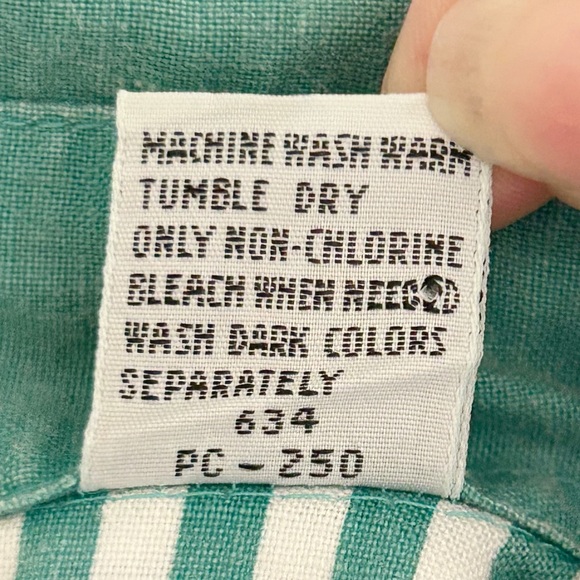 MACHINE WASH WARM
TUMBLE DRY
ONLY NON-CHLORINE
BLEACH WHEN NEEDED
WASH DARK COLORS
SEPARATELY
634
PC - 250